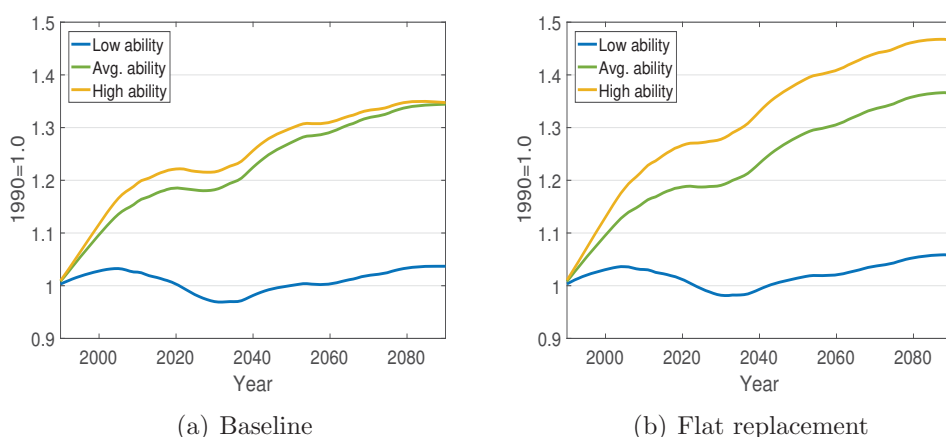 1.5
1.4
1.3
1.2
1.1
1
0.9
1990=1.0
Low ability
Avg. ability
High ability
2000 2020 2040 2060 2080
Year
(a) Baseline
1.5
1.4
1.3
1.2
1.1
1
0.9
1990=1.0
Low ability
Avg. ability
High ability
2000 2020 2040 2060 2080
Year
(b) Flat replacement